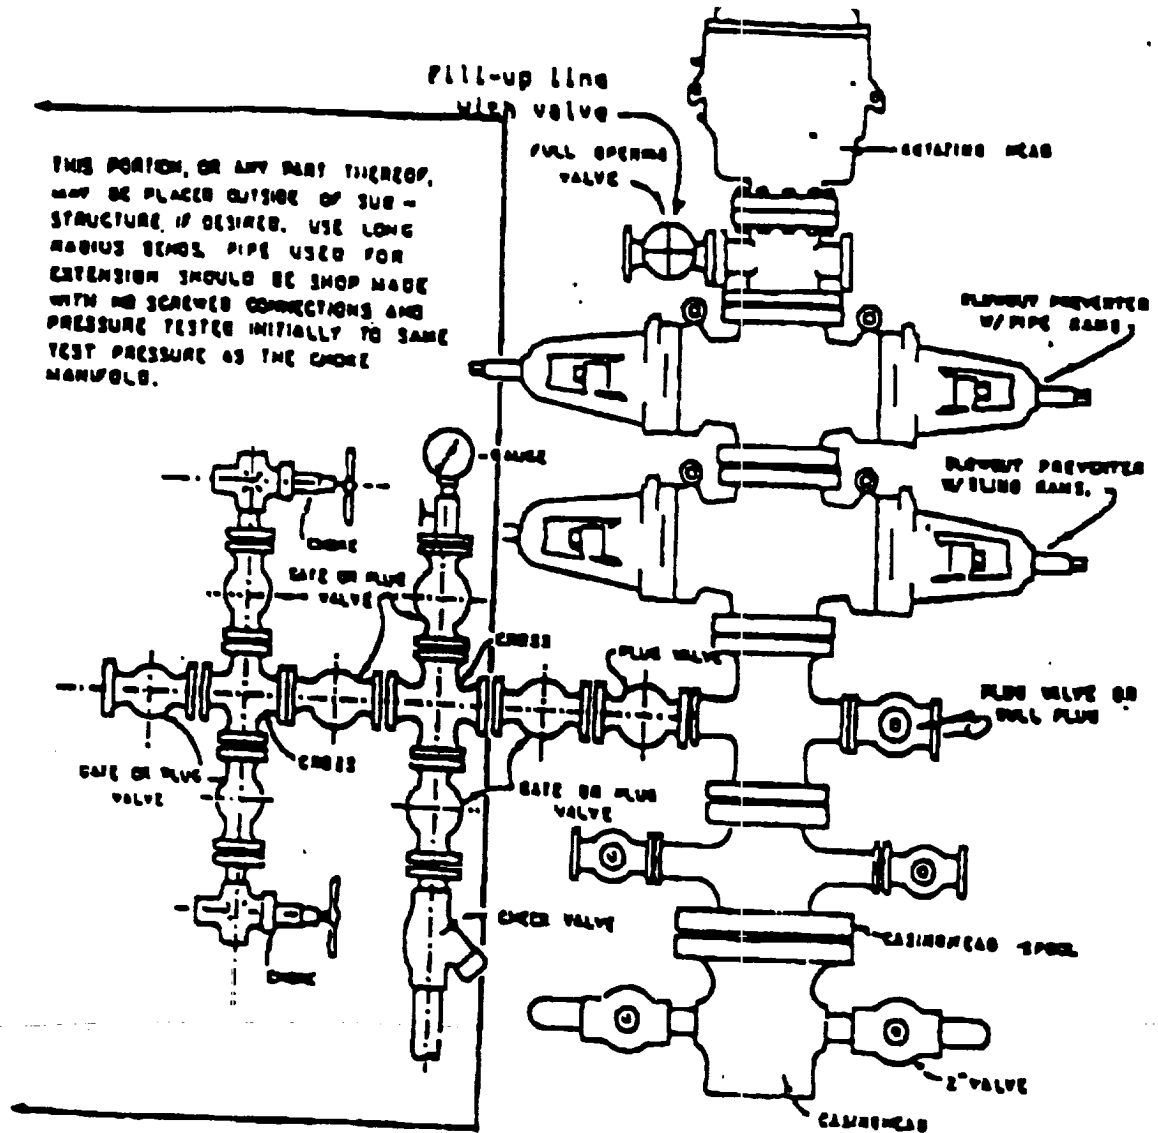 Fill-up line
with valve
FULL OPENING
VALVE
ROTATING HEAD
THIS PORTION, OR ANY PART THEREOF,
MAY BE PLACED OUTSIDE OF SUB-
STRUCTURE IF DESIRED. USE LONG
RADIUS BENDS. PIPE USED FOR
EXTENSION SHOULD BE SHOP MADE
WITH NO SCREWED CONNECTIONS AND
PRESSURE TESTED INITIALLY TO SAME
TEST PRESSURE AS THE CHOKE
MANIFOLD.
BLOWOUT PREVENTER
W/PIPE RAMS.
GAUGE
BLOWOUT PREVENTER
W/BLIND RAMS.
CHOKE
GATE OR PLUG
VALVE
CROSS
PLUG VALVE
PLUG VALVE OR
BULL PLUG
CROSS
GATE OR PLUG
VALVE
GATE OR PLUG
VALVE
CHECK VALVE
CASINGHEAD SPOOL
CHOKE
2" VALVE
CASINGHEAD